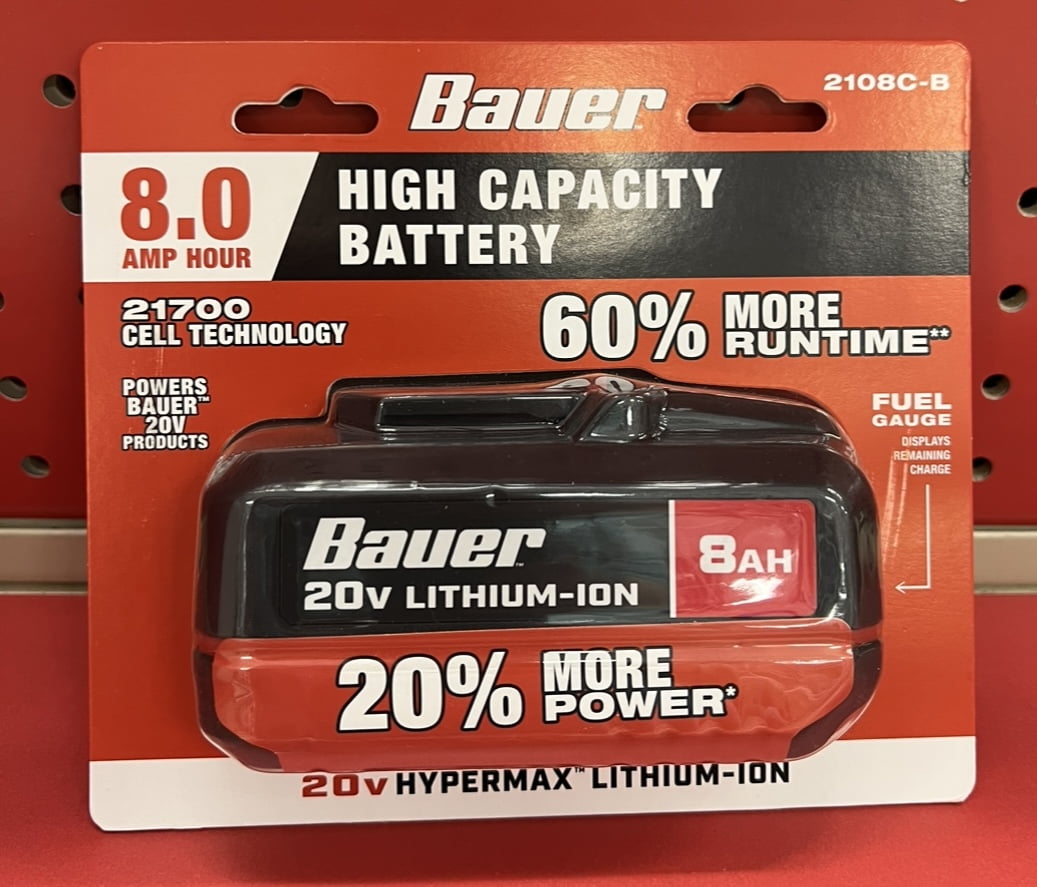 Bauer
2108C-B
8.0
AMP HOUR
HIGH CAPACITY
BATTERY
21700
CELL TECHNOLOGY
60% MORE
RUNTIME**
POWERS
BAUER™
20V
PRODUCTS
FUEL
GAUGE
DISPLAYS
REMAINING
CHARGE
Bauer™
20V LITHIUM-ION
8AH
20% MORE
POWER*
20V HYPERMAX™ LITHIUM-ION